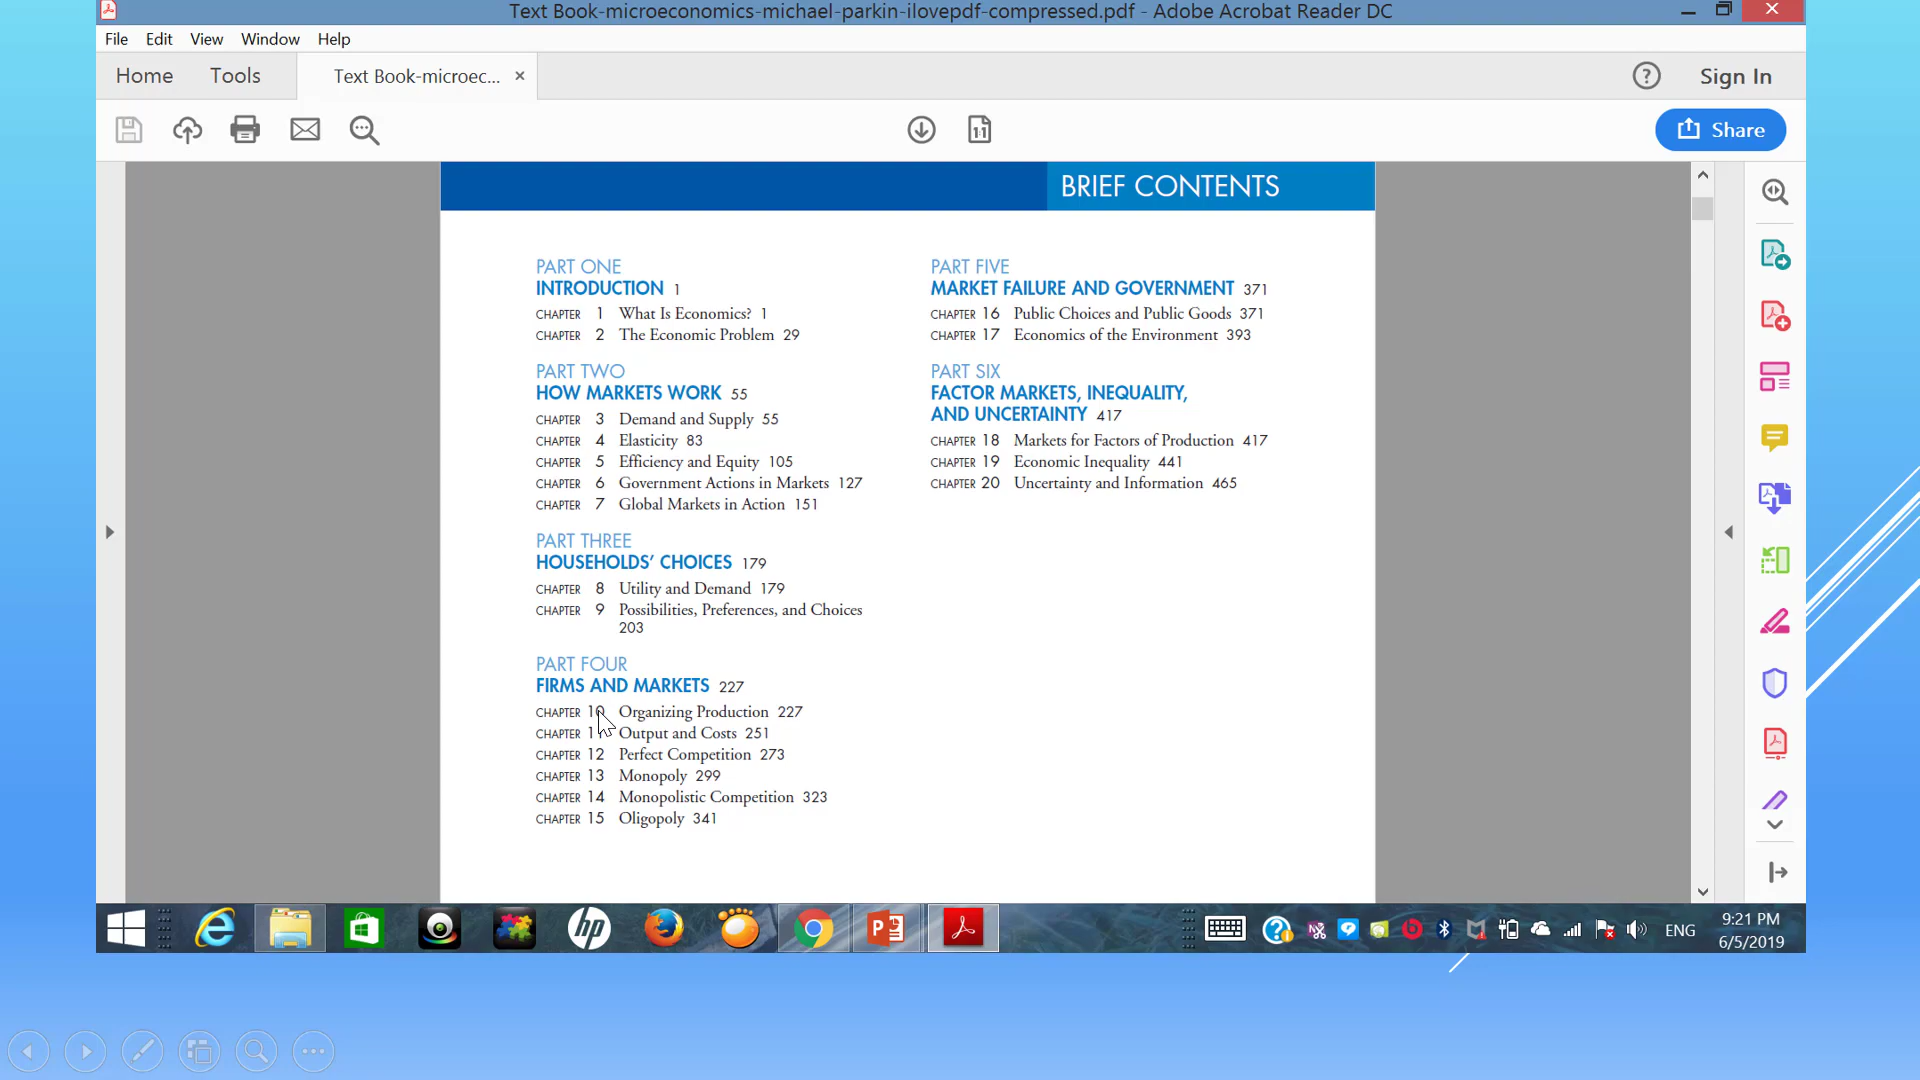 Text Book-microeconomics-michael-parkin-ilovepdf-compressed.pdf - Adobe Acrobat Reader DC
File Edit View Window Help
Home Tools Text Book-microec... × Sign In
Share
BRIEF CONTENTS
PART ONE
INTRODUCTION 1
CHAPTER 1 What Is Economics? 1
CHAPTER 2 The Economic Problem 29
PART TWO
HOW MARKETS WORK 55
CHAPTER 3 Demand and Supply 55
CHAPTER 4 Elasticity 83
CHAPTER 5 Efficiency and Equity 105
CHAPTER 6 Government Actions in Markets 127
CHAPTER 7 Global Markets in Action 151
PART THREE
HOUSEHOLDS’ CHOICES 179
CHAPTER 8 Utility and Demand 179
CHAPTER 9 Possibilities, Preferences, and Choices
203
PART FOUR
FIRMS AND MARKETS 227
CHAPTER 10 Organizing Production 227
CHAPTER 11 Output and Costs 251
CHAPTER 12 Perfect Competition 273
CHAPTER 13 Monopoly 299
CHAPTER 14 Monopolistic Competition 323
CHAPTER 15 Oligopoly 341
PART FIVE
MARKET FAILURE AND GOVERNMENT 371
CHAPTER 16 Public Choices and Public Goods 371
CHAPTER 17 Economics of the Environment 393
PART SIX
FACTOR MARKETS, INEQUALITY,
AND UNCERTAINTY 417
CHAPTER 18 Markets for Factors of Production 417
CHAPTER 19 Economic Inequality 441
CHAPTER 20 Uncertainty and Information 465
hp
ENG
9:21 PM
6/5/2019